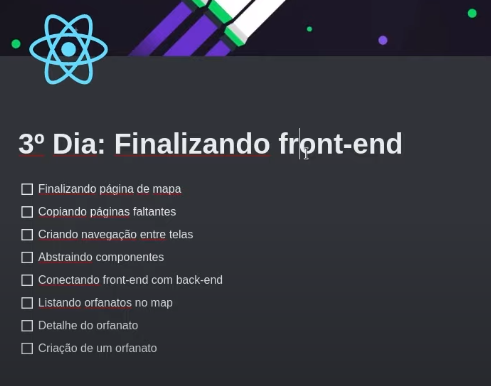 3º Dia: Finalizando front-end
Finalizando página de mapa
Copiando páginas faltantes
Criando navegação entre telas
Abstraindo componentes
Conectando front-end com back-end
Listando orfanatos no map
Detalhe do orfanato
Criação de um orfanato